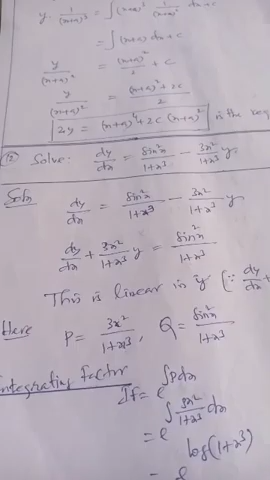 y. 1/(x+a)² = ∫(x+a)³ 1/(x+a)² dx + c
= ∫(x+a) dx + c
y/(x+a)² = (x+a)²/2 + c
y/(x+a)² = (x+a)² + 2c / 2
2y = (x+a)⁴ + 2c (x+a)² is the
Solve: dy/dx = sin²x/1+x³ - 3x²/1+x³ y.
Soln dy/dx = sin²x/1+x³ - 3x²/1+x³ y
dy/dx + 3x²/1+x³ y = sin²x/1+x³
This is linear in y (∵ dy/dx +
Here P = 3x²/1+x³, Q = sin²x/1+x³
Integrating factor
If = e^∫Pdx
= e^∫3x²/1+x³ dx
= e^log(1+x³)